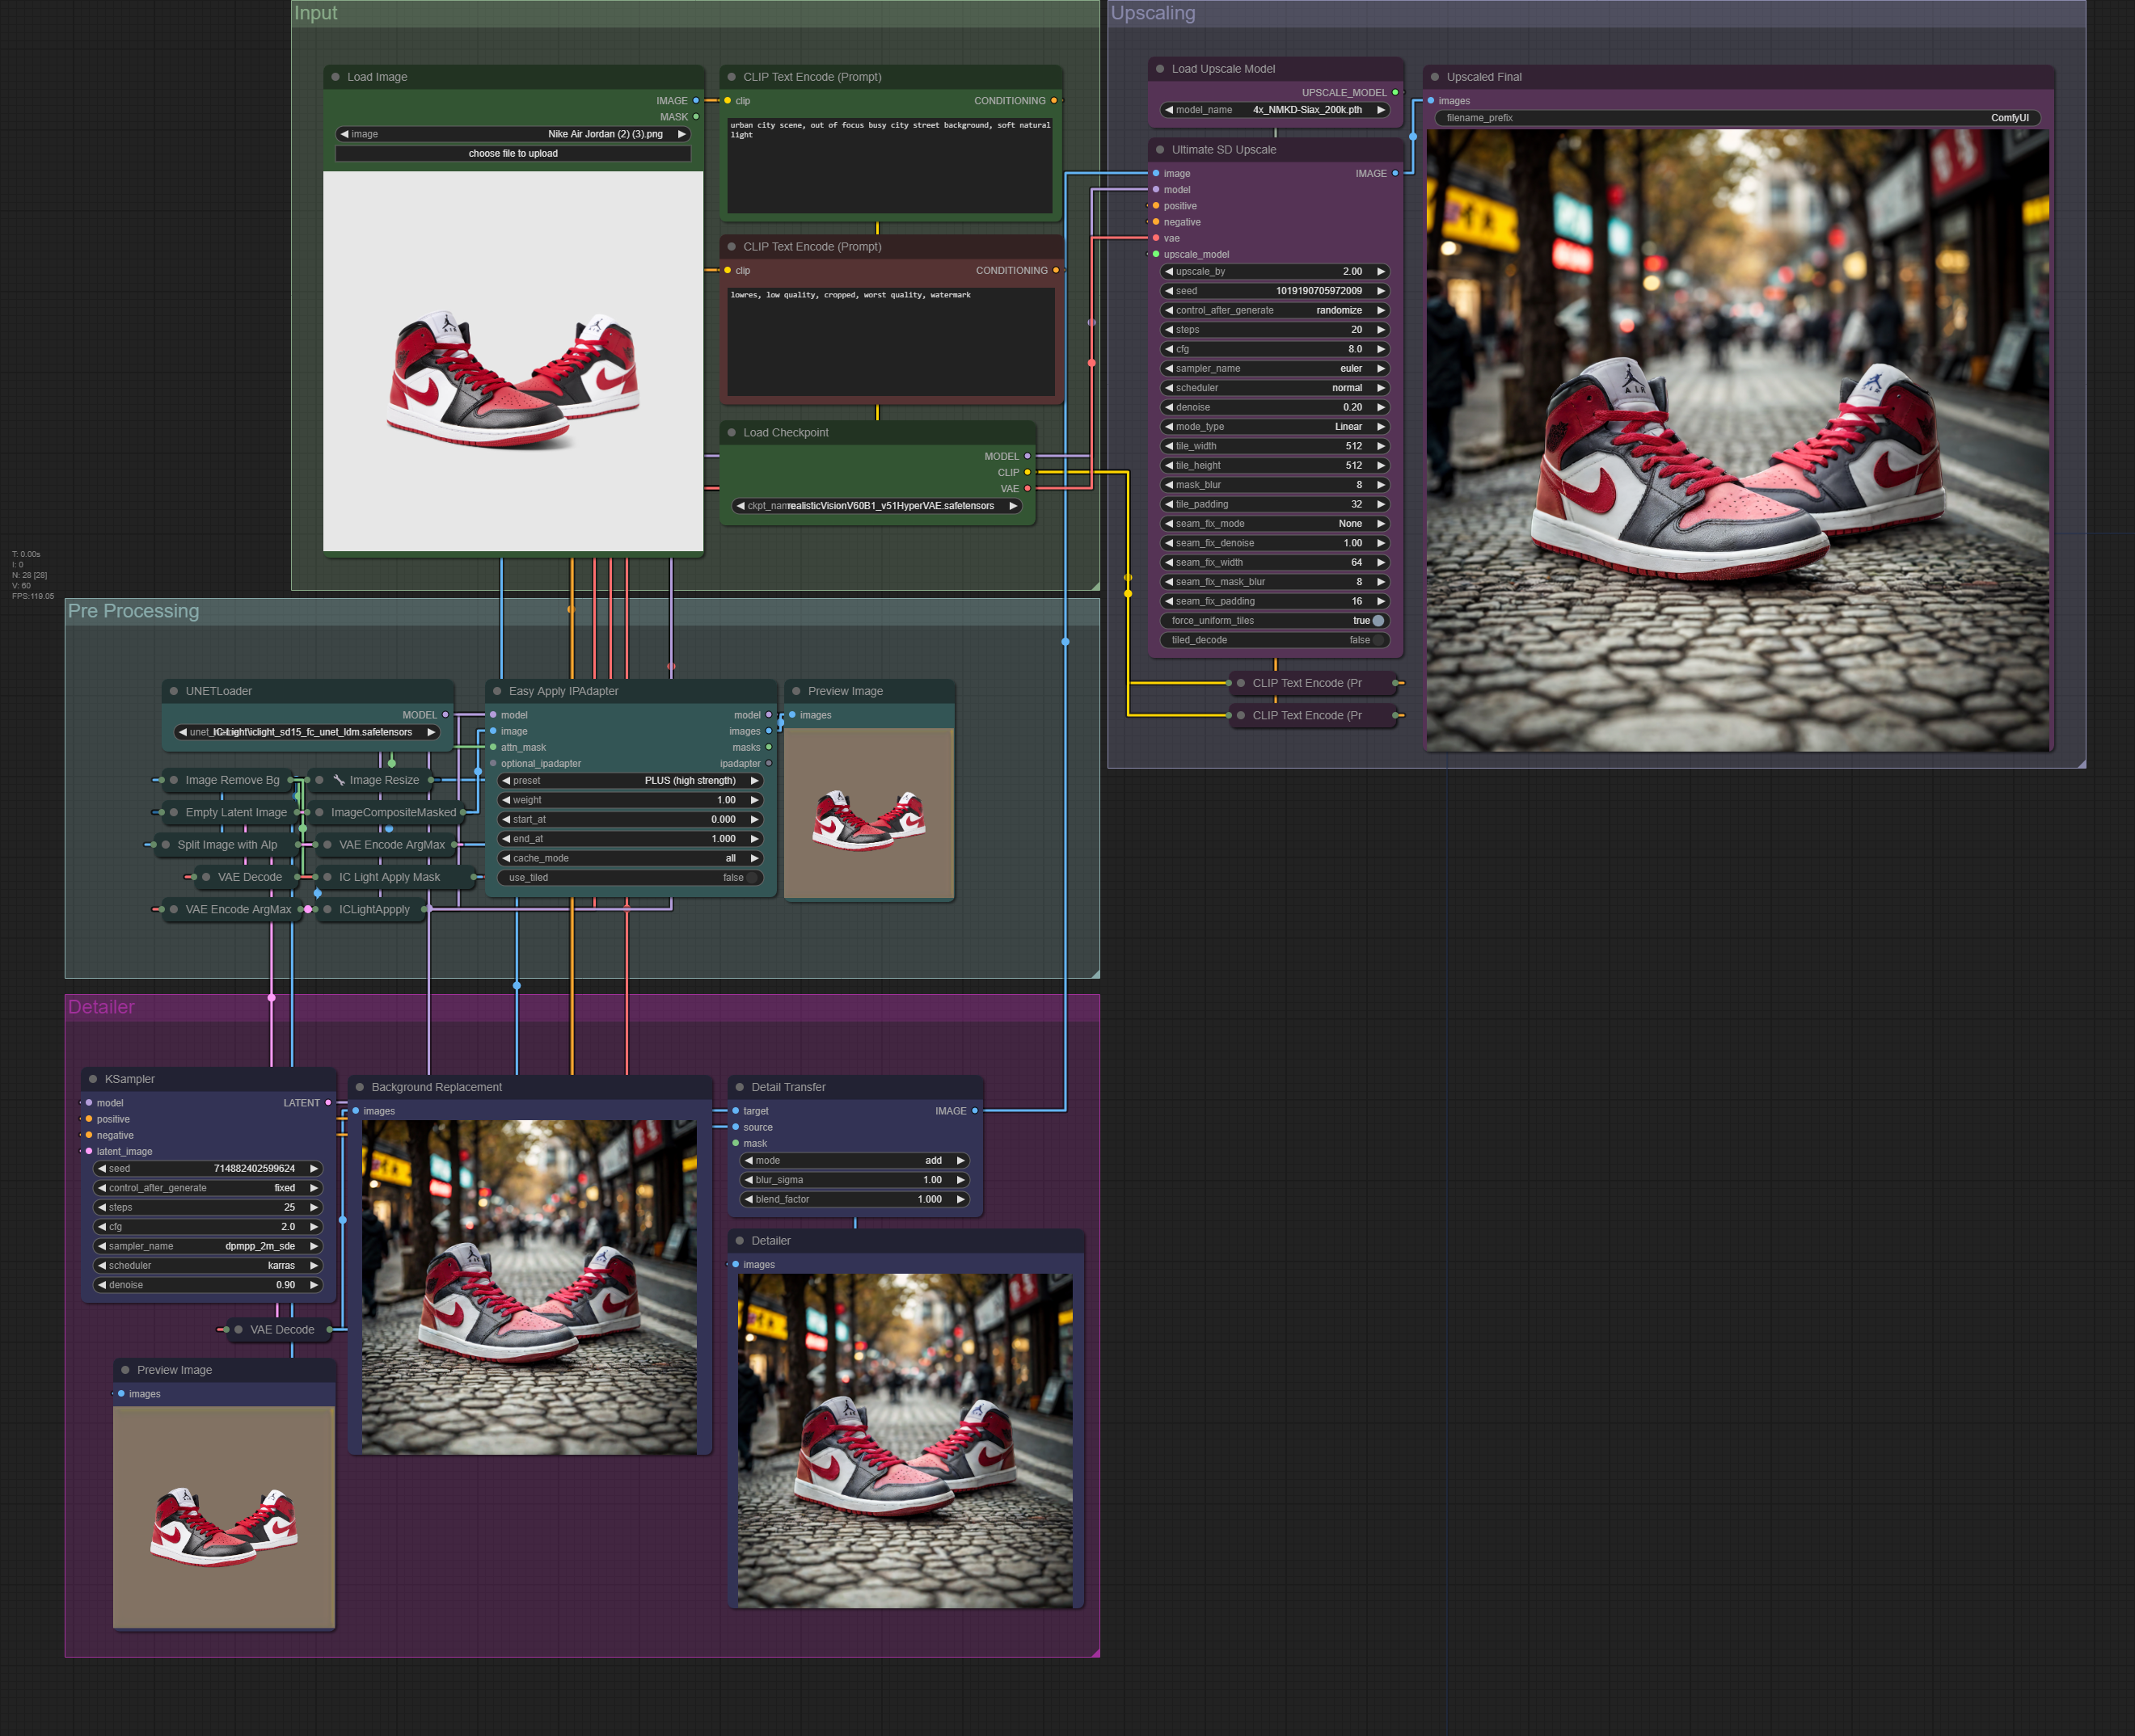 Input
Load Image
IMAGE
MASK
image Nike Air Jordan (2) (3).png
choose file to upload
CLIP Text Encode (Prompt)
clip CONDITIONING
urban city scene, out of focus busy city street background, soft natural
light
CLIP Text Encode (Prompt)
clip CONDITIONING
lowres, low quality, cropped, worst quality, watermark
Load Checkpoint
MODEL
CLIP
VAE
ckpt_nam realisticVisionV60B1_v51HyperVAE.safetensors
Upscaling
Load Upscale Model
UPSCALE_MODEL
model_name 4x_NMKD-Siax_200k.pth
Ultimate SD Upscale
image IMAGE
model
positive
negative
vae
upscale_model
upscale_by 2.00
seed 1019190705972009
control_after_generate randomize
steps 20
cfg 8.0
sampler_name euler
scheduler normal
denoise 0.20
mode_type Linear
tile_width 512
tile_height 512
mask_blur 8
tile_padding 32
seam_fix_mode None
seam_fix_denoise 1.00
seam_fix_width 64
seam_fix_mask_blur 8
seam_fix_padding 16
force_uniform_tiles true
tiled_decode false
CLIP Text Encode (Pr
CLIP Text Encode (Pr
Upscaled Final
images
filename_prefix ComfyUI
AIR
T: 0.00s
I: 0
N: 28 [28]
V: 60
FPS:119.05
Pre Processing
UNETLoader
MODEL
unet_ IC-Light\iclight_sd15_fc_unet_ldm.safetensors
Image Remove Bg
Image Resize
Empty Latent Image
ImageCompositeMasked
Split Image with Alp
VAE Encode ArgMax
VAE Decode
IC Light Apply Mask
VAE Encode ArgMax
ICLightAppply
Easy Apply IPAdapter
model model
image images
attn_mask masks
optional_ipadapter ipadapter
preset PLUS (high strength)
weight 1.00
start_at 0.000
end_at 1.000
cache_mode all
use_tiled false
Preview Image
images
Detailer
KSampler
model LATENT
positive
negative
latent_image
seed 714882402599624
control_after_generate fixed
steps 25
cfg 2.0
sampler_name dpmpp_2m_sde
scheduler karras
denoise 0.90
VAE Decode
Preview Image
images
Background Replacement
images
Detail Transfer
target IMAGE
source
mask
mode add
blur_sigma 1.00
blend_factor 1.000
Detailer
images